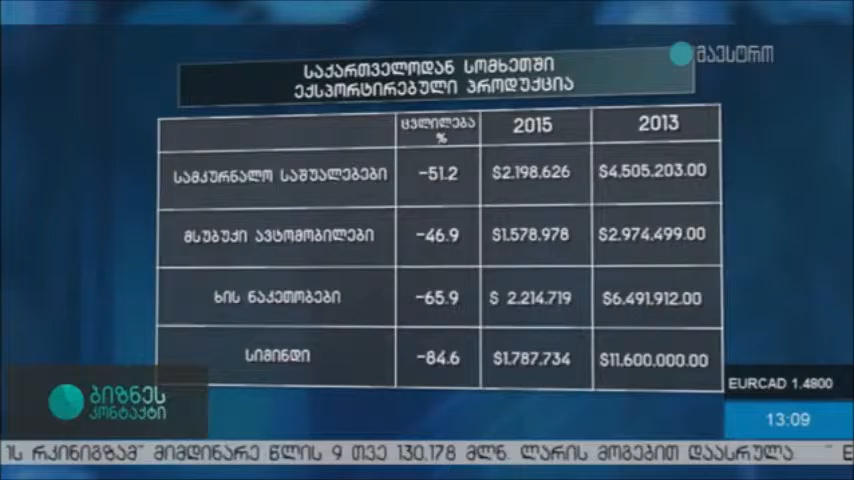 საქართველოდან სომხეთში
ექსპორტირებული პროდუქცია
მაესტრო
ცვლილება % 2015 2013
სამკურნალო საშუალებები -51.2 $2.198.626 $4.505.203.00
მსუბუქი ავტომობილები -46.9 $1.578.978 $2.974.499.00
ხის ნაკეთობები -65.9 $ 2.214.719 $6.491.912.00
სიმინდი -84.6 $1.787.734 $11.600.000.00
EURCAD 1.4800
ბიზნეს
კონტაქტი
13:09
ის რკინიგზამ" მიმდინარე წლის 9 თვე 130.178 მლნ. ლარის მოგებით დაასრულა "